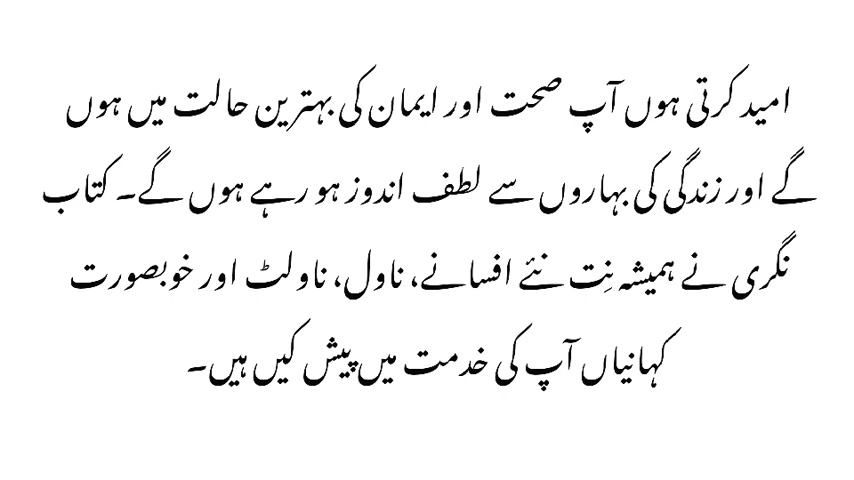 امید کرتی ہوں آپ صحت اور ایمان کی بہترین حالت میں ہوں
گے اور زندگی کی بہاروں سے لطف اندوز ہو رہے ہوں گے۔ کتاب
نگری نے ہمیشہ نِت نئے افسانے، ناول، ناولٹ اور خوبصورت
کہانیاں آپ کی خدمت میں پیش کیں ہیں۔